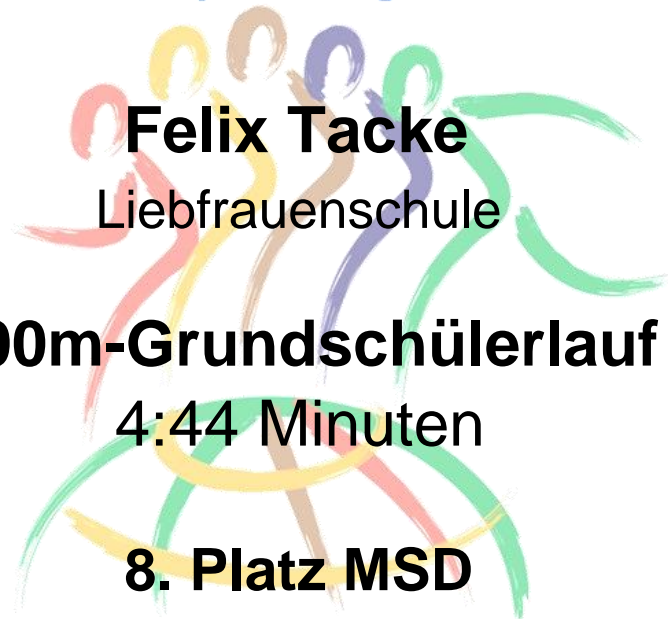 Felix Tacke
Liebfrauenschule
00m-Grundschülerlauf
4:44 Minuten
8. Platz MSD